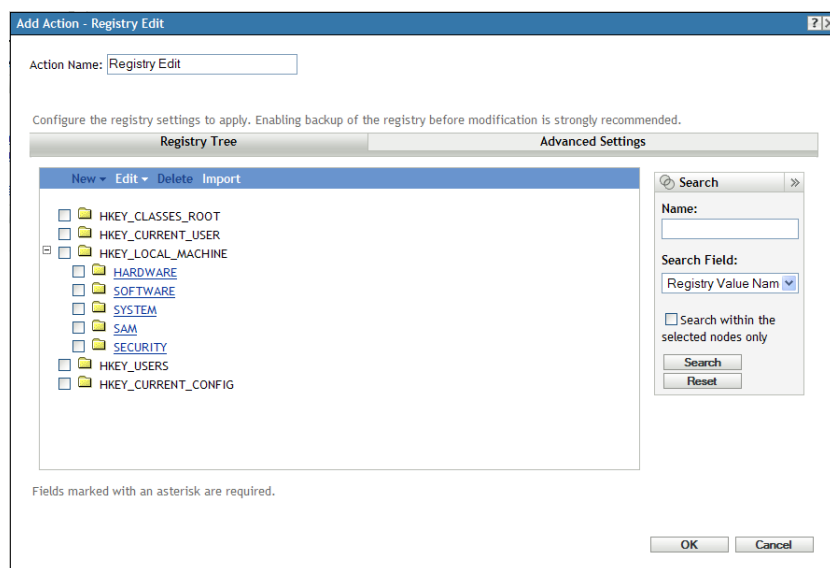 Add Action - Registry Edit
Action Name: Registry Edit
Configure the registry settings to apply. Enabling backup of the registry before modification is strongly recommended.
Registry Tree Advanced Settings
New Edit Delete Import
HKEY_CLASSES_ROOT
HKEY_CURRENT_USER
HKEY_LOCAL_MACHINE
HARDWARE
SOFTWARE
SYSTEM
SAM
SECURITY
HKEY_USERS
HKEY_CURRENT_CONFIG
Search
Name:
Search Field:
Registry Value Nam
Search within the
selected nodes only
Search
Reset
Fields marked with an asterisk are required.
OK Cancel